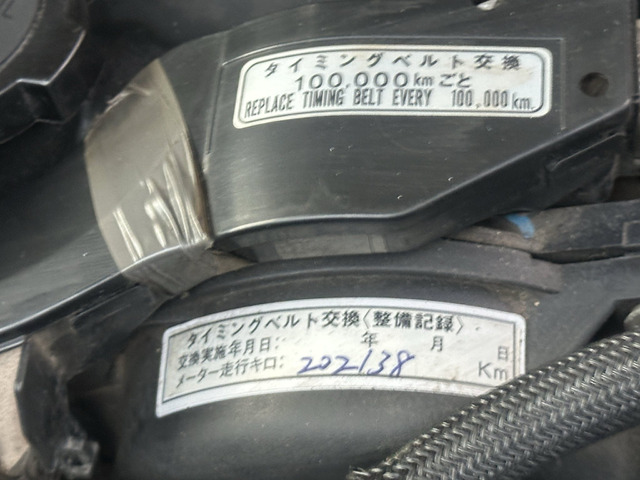 タイミングベルト交換
100,000kmごと
REPLACE TIMING BELT EVERY 100,000km.
タイミングベルト交換〈整備記録〉
交換実施年月日: 年 月 日
メーター走行キロ: 202138 Km